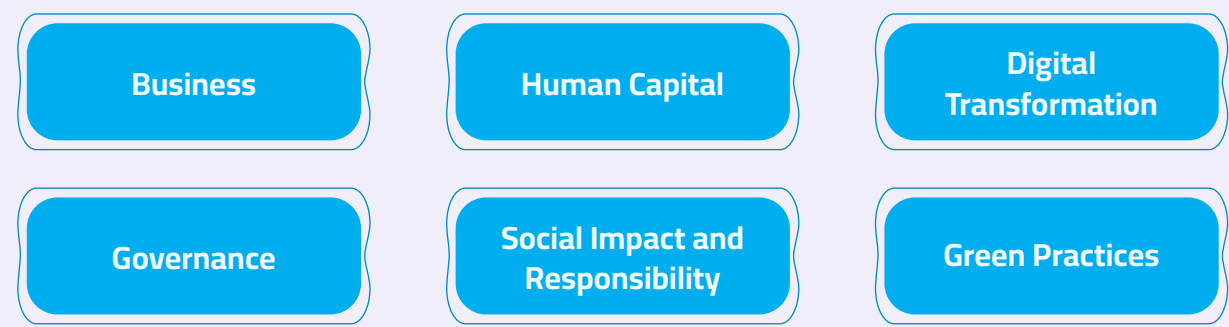 Business
Human Capital
Digital
Transformation
Governance
Social Impact and
Responsibility
Green Practices